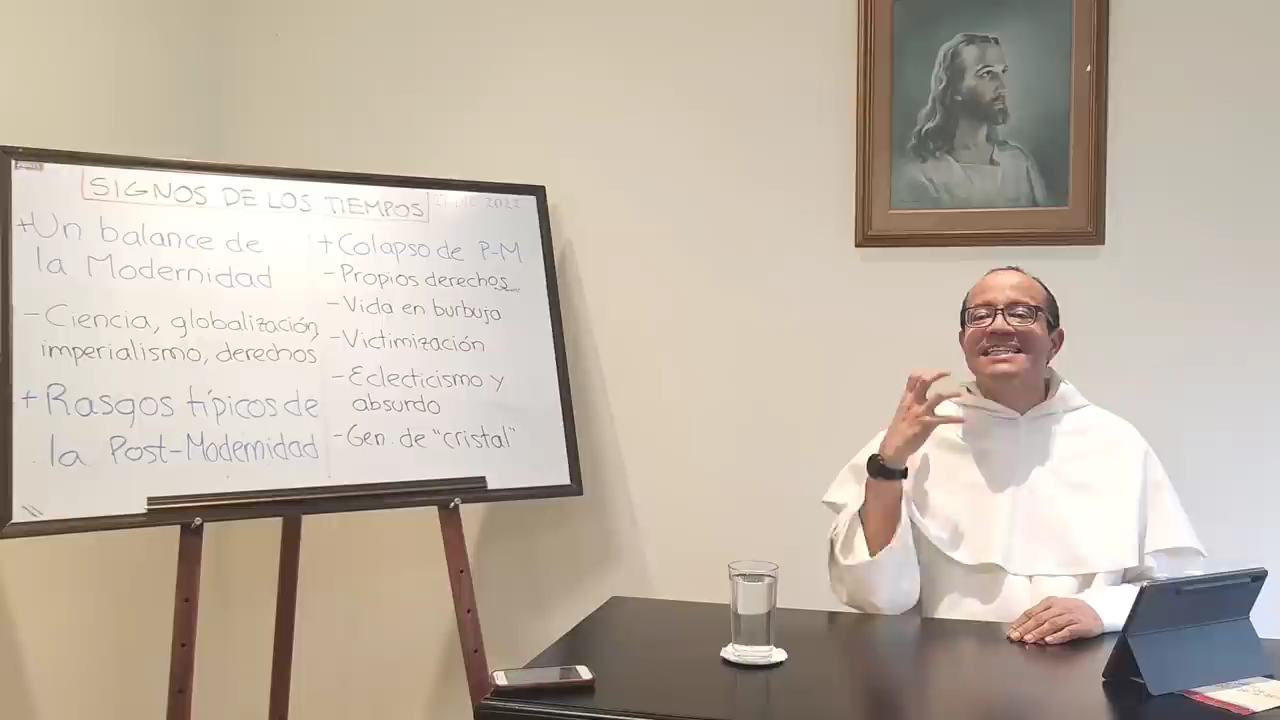 SIGNOS DE LOS TIEMPOS
+Un balance de
la Modernidad
-Ciencia, globalización,
imperialismo, derechos
+Rasgos típicos de
la Post-Modernidad
+Colapso de P-M
-Propios derechos
-Vida en burbuja
-Victimización
-Eclecticismo y
absurdo
-Gen. de "cristal"